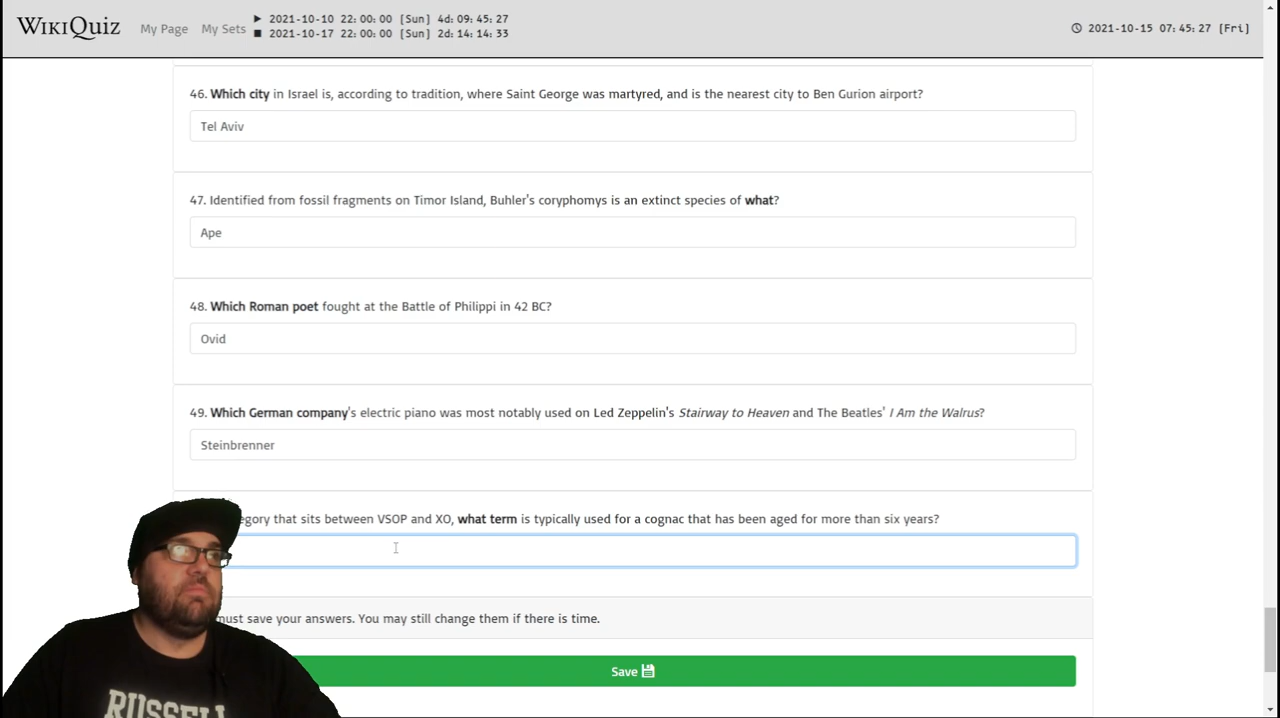 WikiQuiz
My Page
My Sets
2021-10-10 22:00:00 [Sun] 4d:09:45:27
2021-10-17 22:00:00 [Sun] 2d:14:14:33
2021-10-15 07:45:27 [Fri]
46. Which city in Israel is, according to tradition, where Saint George was martyred, and is the nearest city to Ben Gurion airport?
Tel Aviv
47. Identified from fossil fragments on Timor Island, Buhler's coryphomys is an extinct species of what?
Ape
48. Which Roman poet fought at the Battle of Philippi in 42 BC?
Ovid
49. Which German company's electric piano was most notably used on Led Zeppelin's Stairway to Heaven and The Beatles' I Am the Walrus?
Steinbrenner
egory that sits between VSOP and XO, what term is typically used for a cognac that has been aged for more than six years?
must save your answers. You may still change them if there is time.
Save
RUSSELL